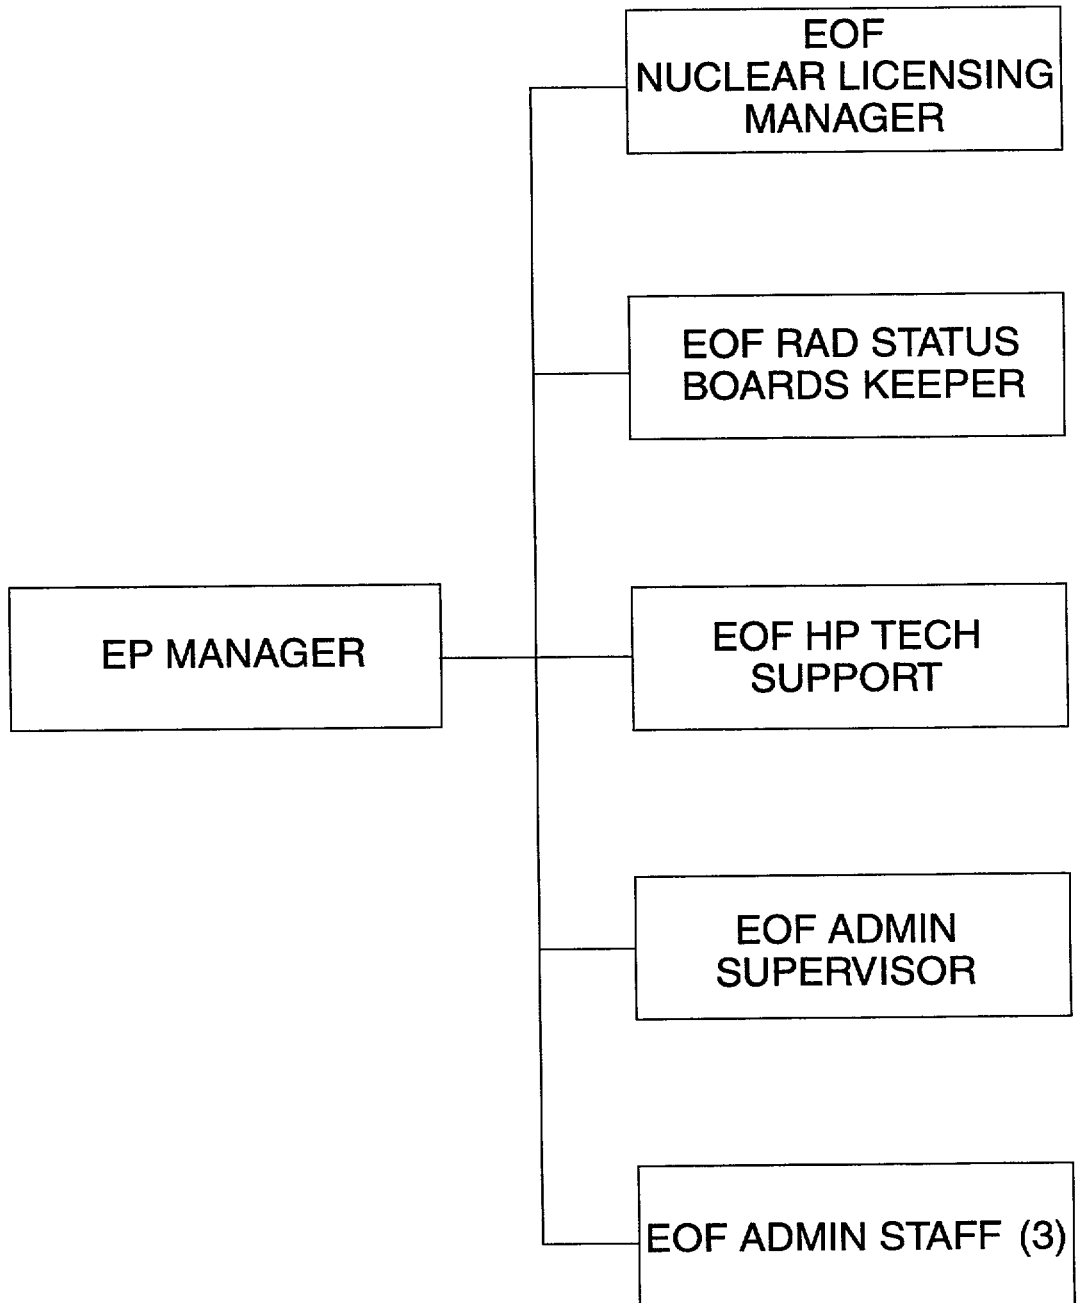 EOF
NUCLEAR LICENSING
MANAGER
EOF RAD STATUS
BOARDS KEEPER
EP MANAGER
EOF HP TECH
SUPPORT
EOF ADMIN
SUPERVISOR
EOF ADMIN STAFF (3)